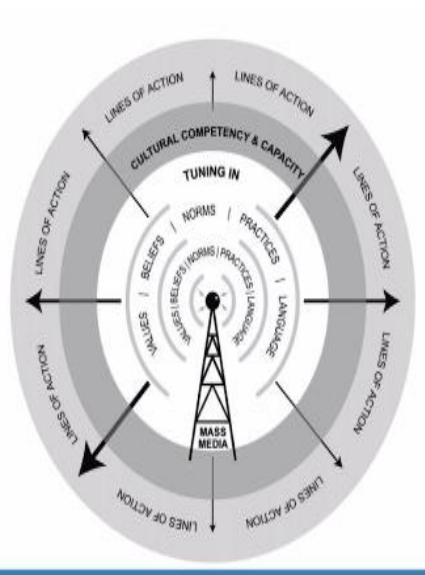 LINES OF ACTION
LINES OF ACTION
CULTURAL COMPETENCY & CAPACITY
TUNING IN
VALUES | BELIEFS | NORMS | PRACTICES | LANGUAGE
VALUES | BELIEFS | NORMS | PRACTICES | LANGUAGE
MASS
MEDIA
LINES OF ACTION
LINES OF ACTION
LINES OF ACTION
LINES OF ACTION
LINES OF ACTION
LINES OF ACTION